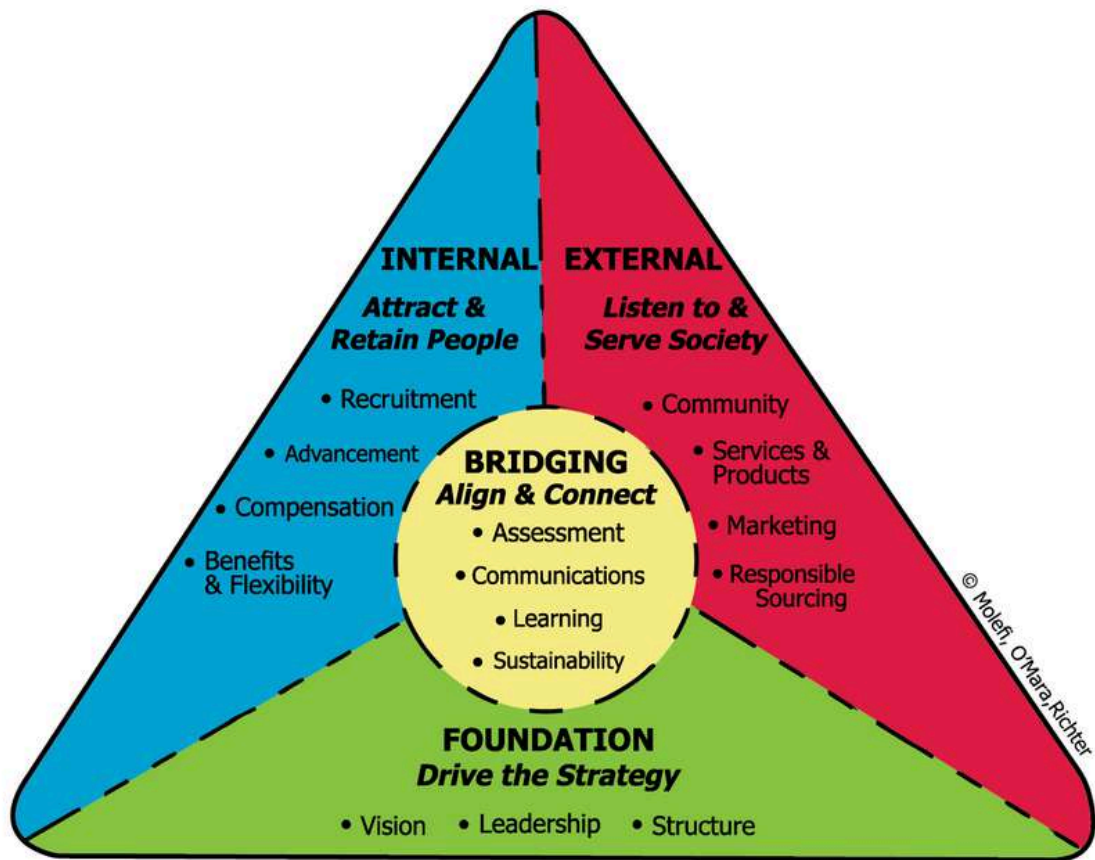 INTERNAL
Attract &
Retain People
• Recruitment
• Advancement
• Compensation
• Benefits
& Flexibility
EXTERNAL
Listen to &
Serve Society
• Community
• Services &
Products
• Marketing
• Responsible
Sourcing
BRIDGING
Align & Connect
• Assessment
• Communications
• Learning
• Sustainability
FOUNDATION
Drive the Strategy
• Vision • Leadership • Structure
© Molefi, O'Mara,Richter